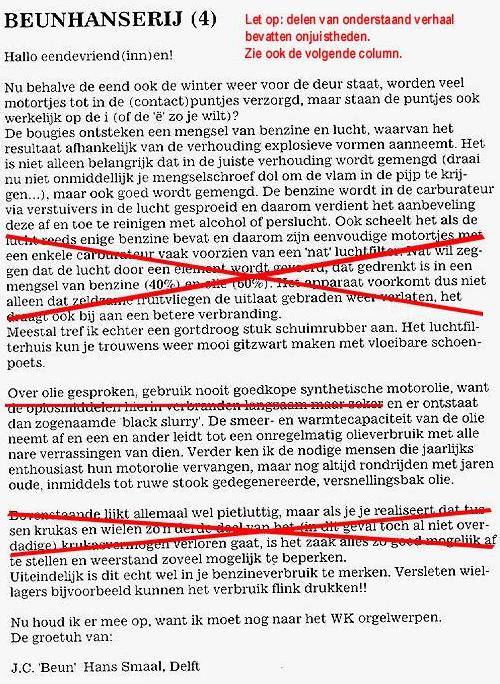 BEUNHANSERIJ (4)
Let op: delen van onderstaand verhaal
bevatten onjuistheden.
Zie ook de volgende column.
Hallo eendevriend(inn)en!
Nu behalve de eend ook de winter weer voor de deur staat, worden veel
motortjes tot in de (contact)puntjes verzorgd, maar staan de puntjes ook
werkelijk op de i (of de 'ë' zo je wilt)?
De bougies ontsteken een mengsel van benzine en lucht, waarvan het
resultaat afhankelijk van de verhouding explosieve vormen aanneemt. Het
is niet alleen belangrijk dat in de juiste verhouding wordt gemengd (draai
nu niet onmiddellijk je mengselschroef dol om de vlam in de pijp te krij-
gen...), maar ook goed wordt gemengd. De benzine wordt in de carburateur
via verstuivers in de lucht gesproeid en daarom verdient het aanbeveling
deze af en toe te reinigen met alcohol of perslucht. Ook scheelt het als de
lucht reeds enige benzine bevat en daarom zijn eenvoudige motortjes met
een enkele carburateur vaak voorzien van een 'nat' luchtfilter. Nat wil zeg-
gen dat de lucht door een element wordt gevoerd, dat gedrenkt is in een
mengsel van benzine (40%) en olie (60%). Het apparaat voorkomt dus niet
alleen dat zeldzame fruitvliegen de uitlaat gebraden weer verlaten, het
draagt ook bij aan een betere verbranding.
Meestal tref ik echter een gortdroog stuk schuimrubber aan. Het luchtfil-
terhuis kun je trouwens weer mooi gitzwart maken met vloeibare schoen-
poets.
Over olie gesproken, gebruik nooit goedkope synthetische motorolie, want
de oplosmiddelen hierin verbranden langzaam maar zeker en er ontstaat
dan zogenaamde 'black slurry'. De smeer- en warmtecapaciteit van de olie
neemt af en een en ander leidt tot een onregelmatig olieverbruik met alle
nare verrassingen van dien. Verder ken ik de nodige mensen die jaarlijks
enthousiast hun motorolie vervangen, maar nog altijd rondrijden met jaren
oude, inmiddels tot ruwe stook gedegenereerde, versnellingsbak olie.
Bovenstaande lijkt allemaal wel pietluttig, maar als je je realiseert dat tus-
sen krukas en wielen zo'n derde deel van het (in dit geval toch al niet over-
dadige) krukasvermogen verloren gaat, is het zaak alles zo goed mogelijk af
te stellen en weerstand zoveel mogelijk te beperken.
Uiteindelijk is dit echt wel in je benzineverbruik te merken. Versleten wiel-
lagers bijvoorbeeld kunnen het verbruik flink drukken!!
Nu houd ik er mee op, want ik moet nog naar het WK orgelwerpen.
De groetuh van:
J.C. 'Beun' Hans Smaal, Delft